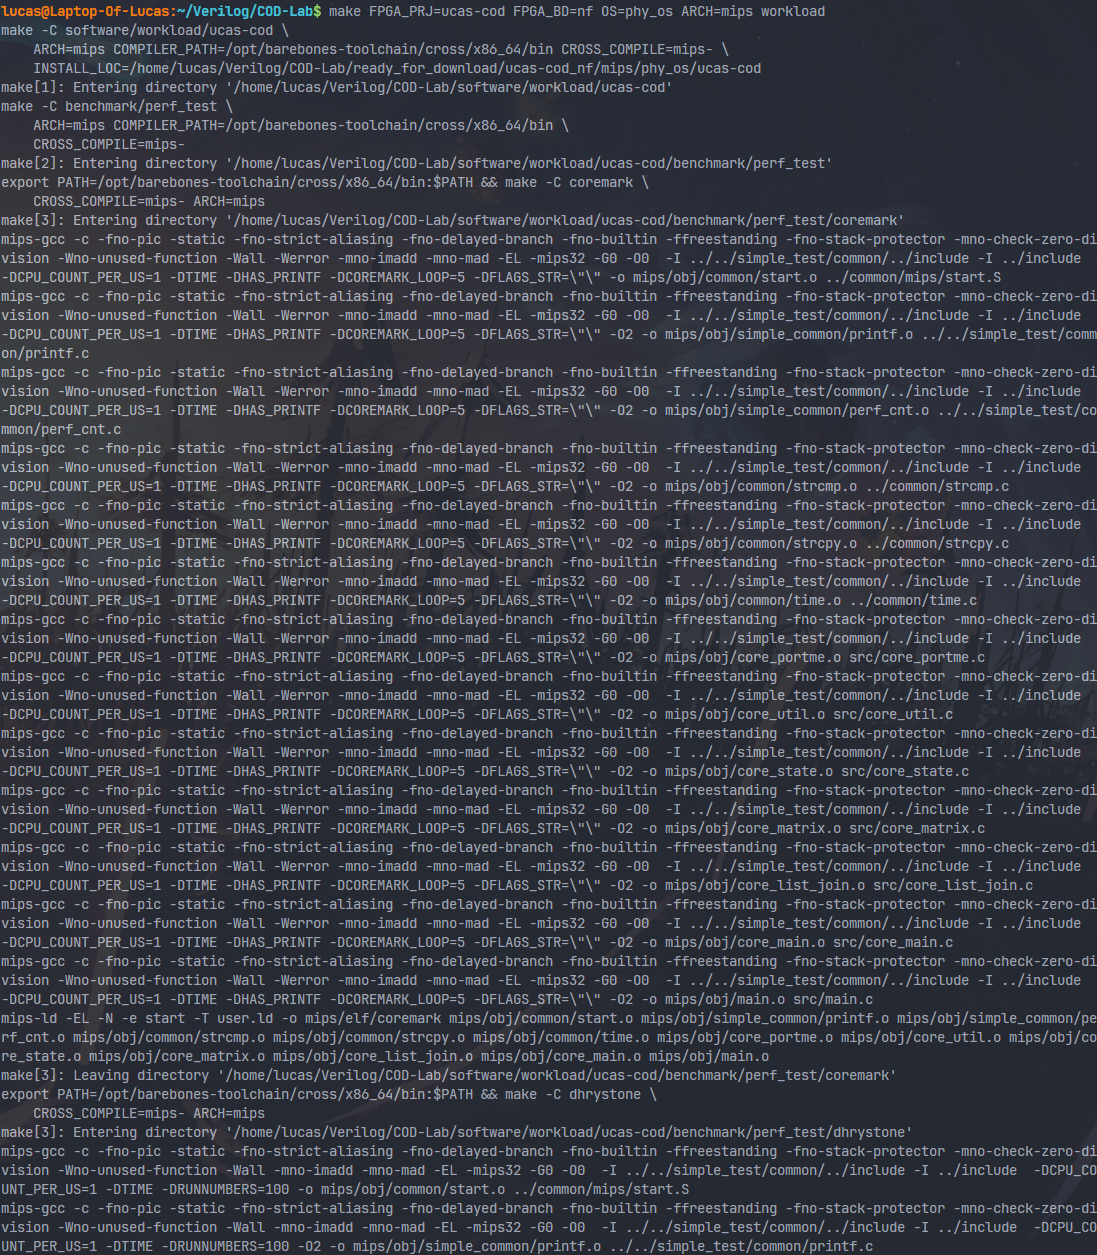 lucas@Laptop-Of-Lucas:~/Verilog/COD-Lab$ make FPGA_PRJ=ucas-cod FPGA_BD=nf OS=phy_os ARCH=mips workload
make -C software/workload/ucas-cod \
    ARCH=mips COMPILER_PATH=/opt/barebones-toolchain/cross/x86_64/bin CROSS_COMPILE=mips- \
    INSTALL_LOC=/home/lucas/Verilog/COD-Lab/ready_for_download/ucas-cod_nf/mips/phy_os/ucas-cod
make[1]: Entering directory '/home/lucas/Verilog/COD-Lab/software/workload/ucas-cod'
make -C benchmark/perf_test \
    ARCH=mips COMPILER_PATH=/opt/barebones-toolchain/cross/x86_64/bin \
    CROSS_COMPILE=mips-
make[2]: Entering directory '/home/lucas/Verilog/COD-Lab/software/workload/ucas-cod/benchmark/perf_test'
export PATH=/opt/barebones-toolchain/cross/x86_64/bin:$PATH && make -C coremark \
    CROSS_COMPILE=mips- ARCH=mips
make[3]: Entering directory '/home/lucas/Verilog/COD-Lab/software/workload/ucas-cod/benchmark/perf_test/coremark'
mips-gcc -c -fno-pic -static -fno-strict-aliasing -fno-delayed-branch -fno-builtin -ffreestanding -fno-stack-protector -mno-check-zero-di
vision -Wno-unused-function -Wall -Werror -mno-imadd -mno-mad -EL -mips32 -G0 -O0  -I ../../simple_test/common/../include -I ../include
-DCPU_COUNT_PER_US=1 -DTIME -DHAS_PRINTF -DCOREMARK_LOOP=5 -DFLAGS_STR=\"\" -o mips/obj/common/start.o ../common/mips/start.S
mips-gcc -c -fno-pic -static -fno-strict-aliasing -fno-delayed-branch -fno-builtin -ffreestanding -fno-stack-protector -mno-check-zero-di
vision -Wno-unused-function -Wall -Werror -mno-imadd -mno-mad -EL -mips32 -G0 -O0  -I ../../simple_test/common/../include -I ../include
-DCPU_COUNT_PER_US=1 -DTIME -DHAS_PRINTF -DCOREMARK_LOOP=5 -DFLAGS_STR=\"\" -O2 -o mips/obj/simple_common/printf.o ../../simple_test/comm
on/printf.c
mips-gcc -c -fno-pic -static -fno-strict-aliasing -fno-delayed-branch -fno-builtin -ffreestanding -fno-stack-protector -mno-check-zero-di
vision -Wno-unused-function -Wall -Werror -mno-imadd -mno-mad -EL -mips32 -G0 -O0  -I ../../simple_test/common/../include -I ../include
-DCPU_COUNT_PER_US=1 -DTIME -DHAS_PRINTF -DCOREMARK_LOOP=5 -DFLAGS_STR=\"\" -O2 -o mips/obj/simple_common/perf_cnt.o ../../simple_test/co
mmon/perf_cnt.c
mips-gcc -c -fno-pic -static -fno-strict-aliasing -fno-delayed-branch -fno-builtin -ffreestanding -fno-stack-protector -mno-check-zero-di
vision -Wno-unused-function -Wall -Werror -mno-imadd -mno-mad -EL -mips32 -G0 -O0  -I ../../simple_test/common/../include -I ../include
-DCPU_COUNT_PER_US=1 -DTIME -DHAS_PRINTF -DCOREMARK_LOOP=5 -DFLAGS_STR=\"\" -O2 -o mips/obj/common/strcmp.o ../common/strcmp.c
mips-gcc -c -fno-pic -static -fno-strict-aliasing -fno-delayed-branch -fno-builtin -ffreestanding -fno-stack-protector -mno-check-zero-di
vision -Wno-unused-function -Wall -Werror -mno-imadd -mno-mad -EL -mips32 -G0 -O0  -I ../../simple_test/common/../include -I ../include
-DCPU_COUNT_PER_US=1 -DTIME -DHAS_PRINTF -DCOREMARK_LOOP=5 -DFLAGS_STR=\"\" -O2 -o mips/obj/common/strcpy.o ../common/strcpy.c
mips-gcc -c -fno-pic -static -fno-strict-aliasing -fno-delayed-branch -fno-builtin -ffreestanding -fno-stack-protector -mno-check-zero-di
vision -Wno-unused-function -Wall -Werror -mno-imadd -mno-mad -EL -mips32 -G0 -O0  -I ../../simple_test/common/../include -I ../include
-DCPU_COUNT_PER_US=1 -DTIME -DHAS_PRINTF -DCOREMARK_LOOP=5 -DFLAGS_STR=\"\" -O2 -o mips/obj/common/time.o ../common/time.c
mips-gcc -c -fno-pic -static -fno-strict-aliasing -fno-delayed-branch -fno-builtin -ffreestanding -fno-stack-protector -mno-check-zero-di
vision -Wno-unused-function -Wall -Werror -mno-imadd -mno-mad -EL -mips32 -G0 -O0  -I ../../simple_test/common/../include -I ../include
-DCPU_COUNT_PER_US=1 -DTIME -DHAS_PRINTF -DCOREMARK_LOOP=5 -DFLAGS_STR=\"\" -O2 -o mips/obj/core_portme.o src/core_portme.c
mips-gcc -c -fno-pic -static -fno-strict-aliasing -fno-delayed-branch -fno-builtin -ffreestanding -fno-stack-protector -mno-check-zero-di
vision -Wno-unused-function -Wall -Werror -mno-imadd -mno-mad -EL -mips32 -G0 -O0  -I ../../simple_test/common/../include -I ../include
-DCPU_COUNT_PER_US=1 -DTIME -DHAS_PRINTF -DCOREMARK_LOOP=5 -DFLAGS_STR=\"\" -O2 -o mips/obj/core_util.o src/core_util.c
mips-gcc -c -fno-pic -static -fno-strict-aliasing -fno-delayed-branch -fno-builtin -ffreestanding -fno-stack-protector -mno-check-zero-di
vision -Wno-unused-function -Wall -Werror -mno-imadd -mno-mad -EL -mips32 -G0 -O0  -I ../../simple_test/common/../include -I ../include
-DCPU_COUNT_PER_US=1 -DTIME -DHAS_PRINTF -DCOREMARK_LOOP=5 -DFLAGS_STR=\"\" -O2 -o mips/obj/core_state.o src/core_state.c
mips-gcc -c -fno-pic -static -fno-strict-aliasing -fno-delayed-branch -fno-builtin -ffreestanding -fno-stack-protector -mno-check-zero-di
vision -Wno-unused-function -Wall -Werror -mno-imadd -mno-mad -EL -mips32 -G0 -O0  -I ../../simple_test/common/../include -I ../include
-DCPU_COUNT_PER_US=1 -DTIME -DHAS_PRINTF -DCOREMARK_LOOP=5 -DFLAGS_STR=\"\" -O2 -o mips/obj/core_matrix.o src/core_matrix.c
mips-gcc -c -fno-pic -static -fno-strict-aliasing -fno-delayed-branch -fno-builtin -ffreestanding -fno-stack-protector -mno-check-zero-di
vision -Wno-unused-function -Wall -Werror -mno-imadd -mno-mad -EL -mips32 -G0 -O0  -I ../../simple_test/common/../include -I ../include
-DCPU_COUNT_PER_US=1 -DTIME -DHAS_PRINTF -DCOREMARK_LOOP=5 -DFLAGS_STR=\"\" -O2 -o mips/obj/core_list_join.o src/core_list_join.c
mips-gcc -c -fno-pic -static -fno-strict-aliasing -fno-delayed-branch -fno-builtin -ffreestanding -fno-stack-protector -mno-check-zero-di
vision -Wno-unused-function -Wall -Werror -mno-imadd -mno-mad -EL -mips32 -G0 -O0  -I ../../simple_test/common/../include -I ../include
-DCPU_COUNT_PER_US=1 -DTIME -DHAS_PRINTF -DCOREMARK_LOOP=5 -DFLAGS_STR=\"\" -O2 -o mips/obj/core_main.o src/core_main.c
mips-gcc -c -fno-pic -static -fno-strict-aliasing -fno-delayed-branch -fno-builtin -ffreestanding -fno-stack-protector -mno-check-zero-di
vision -Wno-unused-function -Wall -Werror -mno-imadd -mno-mad -EL -mips32 -G0 -O0  -I ../../simple_test/common/../include -I ../include
-DCPU_COUNT_PER_US=1 -DTIME -DHAS_PRINTF -DCOREMARK_LOOP=5 -DFLAGS_STR=\"\" -O2 -o mips/obj/main.o src/main.c
mips-ld -EL -N -e start -T user.ld -o mips/elf/coremark mips/obj/common/start.o mips/obj/simple_common/printf.o mips/obj/simple_common/pe
rf_cnt.o mips/obj/common/strcmp.o mips/obj/common/strcpy.o mips/obj/common/time.o mips/obj/core_portme.o mips/obj/core_util.o mips/obj/co
re_state.o mips/obj/core_matrix.o mips/obj/core_list_join.o mips/obj/core_main.o mips/obj/main.o
make[3]: Leaving directory '/home/lucas/Verilog/COD-Lab/software/workload/ucas-cod/benchmark/perf_test/coremark'
export PATH=/opt/barebones-toolchain/cross/x86_64/bin:$PATH && make -C dhrystone \
    CROSS_COMPILE=mips- ARCH=mips
make[3]: Entering directory '/home/lucas/Verilog/COD-Lab/software/workload/ucas-cod/benchmark/perf_test/dhrystone'
mips-gcc -c -fno-pic -static -fno-strict-aliasing -fno-delayed-branch -fno-builtin -ffreestanding -fno-stack-protector -mno-check-zero-di
vision -Wno-unused-function -Wall -mno-imadd -mno-mad -EL -mips32 -G0 -O0  -I ../../simple_test/common/../include -I ../include  -DCPU_CO
UNT_PER_US=1 -DTIME -DRUNNUMBERS=100 -o mips/obj/common/start.o ../common/mips/start.S
mips-gcc -c -fno-pic -static -fno-strict-aliasing -fno-delayed-branch -fno-builtin -ffreestanding -fno-stack-protector -mno-check-zero-di
vision -Wno-unused-function -Wall -mno-imadd -mno-mad -EL -mips32 -G0 -O0  -I ../../simple_test/common/../include -I ../include  -DCPU_CO
UNT_PER_US=1 -DTIME -DRUNNUMBERS=100 -O2 -o mips/obj/simple_common/printf.o ../../simple_test/common/printf.c